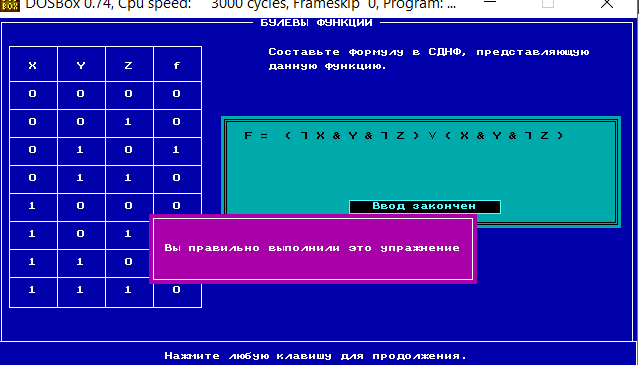 DOSBox 0.74, Cpu speed: 3000 cycles, Frameskip 0, Program: ...
БУЛЕВЫ ФУНКЦИИ
Составьте формулу в СДНФ, представляющую
данную функцию.
X Y Z f
0 0 0 0
0 0 1 0
0 1 0 1
0 1 1 0
1 0 0 0
1 0 1
1 1 0
1 1 1 0
F = ( ㄱ X & Y & ㄱ Z ) ∨ ( X & Y & ㄱ Z )
Ввод закончен
Вы правильно выполнили это упражнение
Нажмите любую клавишу для продолжения.